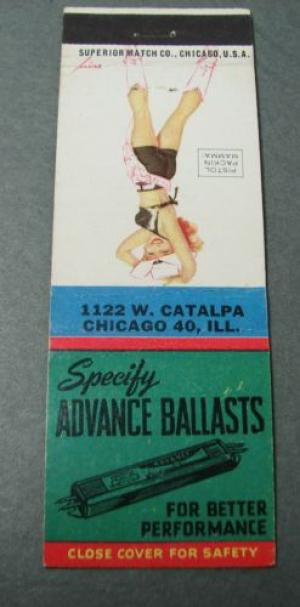 SUPERIOR MATCH CO., CHICAGO, U.S.A.
PISTOL
PACKIN
MAMMA
1122 W. CATALPA
CHICAGO 40, ILL.
Specify
ADVANCE BALLASTS
FOR BETTER
PERFORMANCE
CLOSE COVER FOR SAFETY